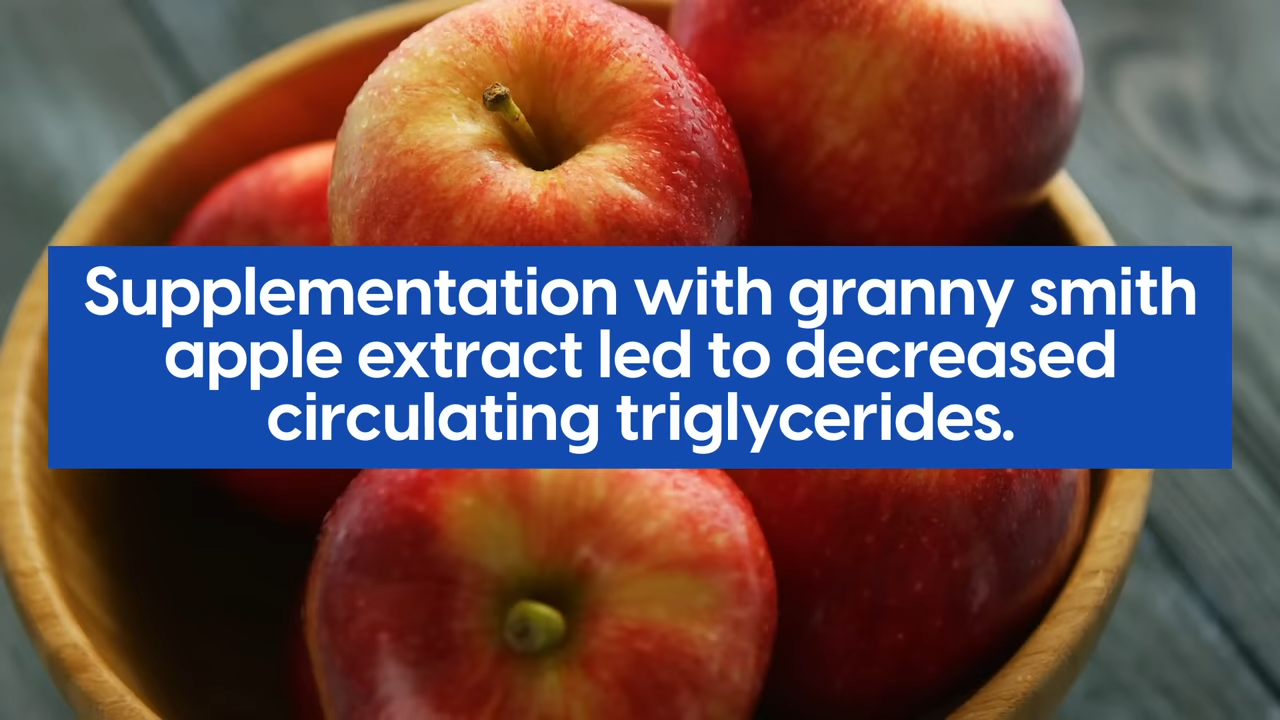 Supplementation with granny smith
apple extract led to decreased
circulating triglycerides.